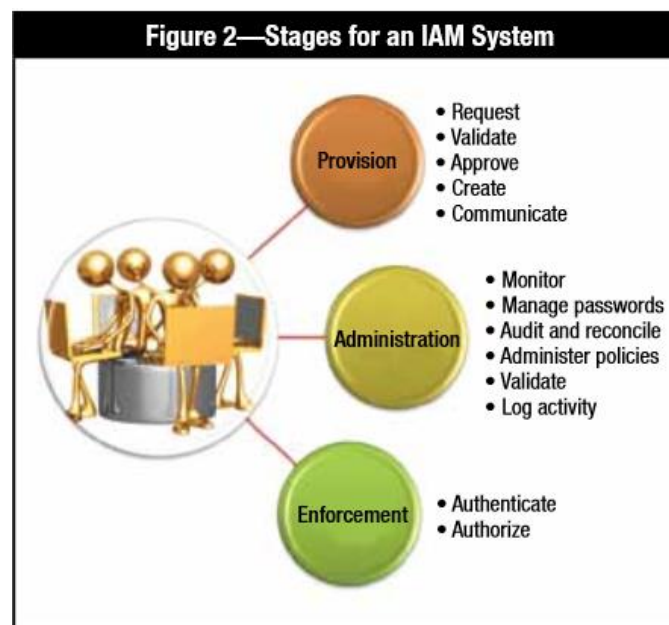 Figure 2—Stages for an IAM System
Provision
• Request
• Validate
• Approve
• Create
• Communicate
Administration
• Monitor
• Manage passwords
• Audit and reconcile
• Administer policies
• Validate
• Log activity
Enforcement
• Authenticate
• Authorize